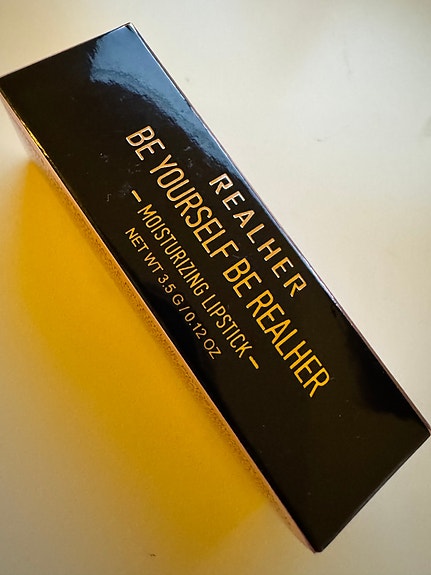 REALHER
BE YOURSELF BE REALHER
— MOISTURIZING LIPSTICK —
NET WT 3.5 G/0.12 OZ